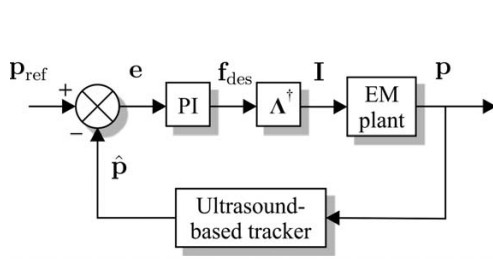 p_ref + e PI f_des Λ† I EM plant p
− p̂
Ultrasound-
based tracker